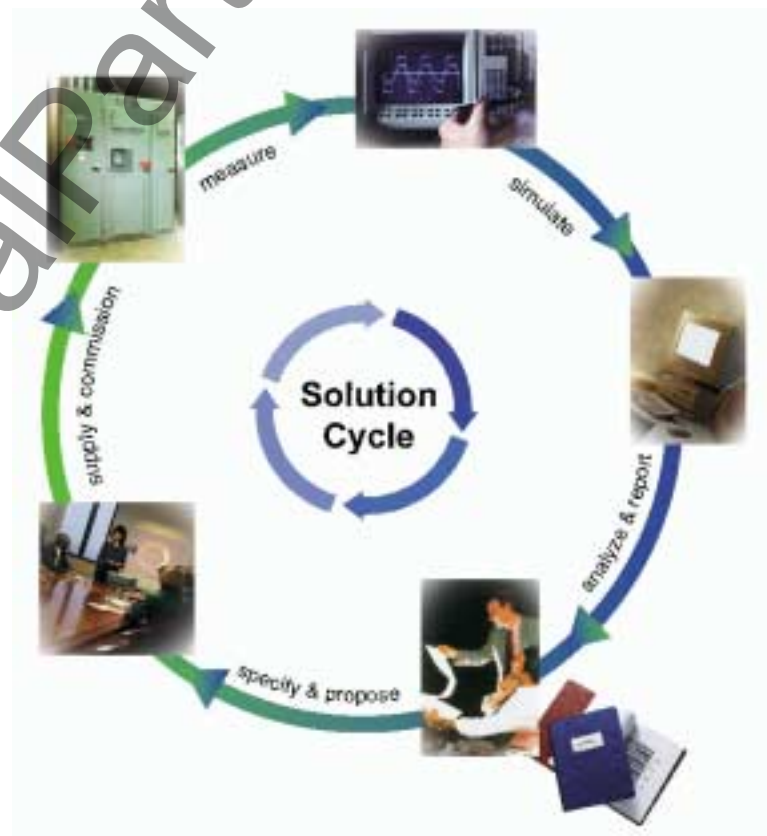 measure
simulate
Solution
Cycle
analyze & report
specify & propose
supply & commission